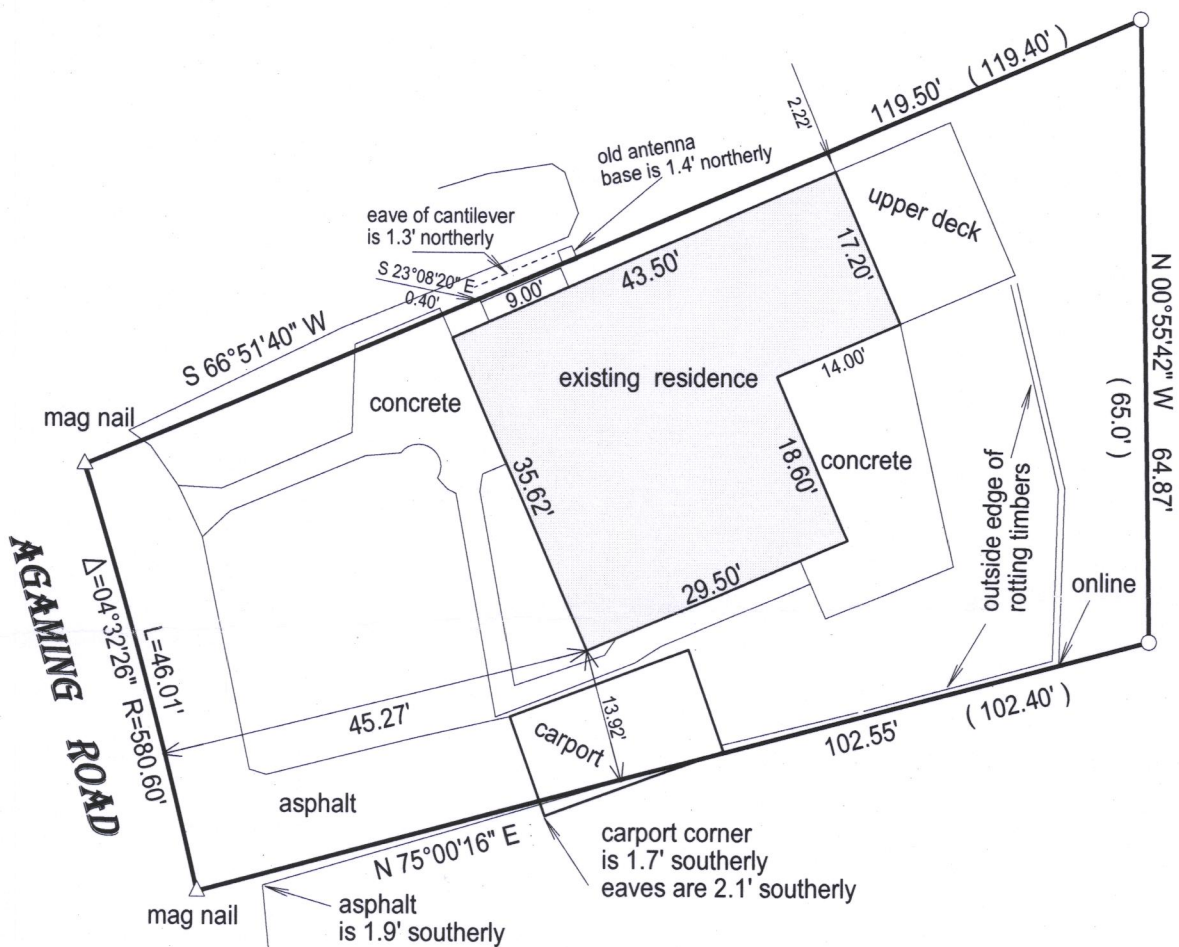 119.50' ( 119.40' )
2.22'
old antenna
base is 1.4' northerly
eave of cantilever
is 1.3' northerly
upper deck
S 23°08'20" E
0.40'
9.00'
43.50'
17.20'
S 66°51'40" W
N 00°55'42" W 64.87'
( 65.0' )
mag nail
concrete
existing residence
14.00'
35.62'
18.60'
concrete
outside edge of
rotting timbers
online
AGAMING ROAD
Δ=04°32'26" R=580.60'
L=46.01'
29.50'
45.27'
13.92'
carport
102.55' ( 102.40' )
asphalt
N 75°00'16" E
carport corner
is 1.7' southerly
eaves are 2.1' southerly
mag nail
asphalt
is 1.9' southerly